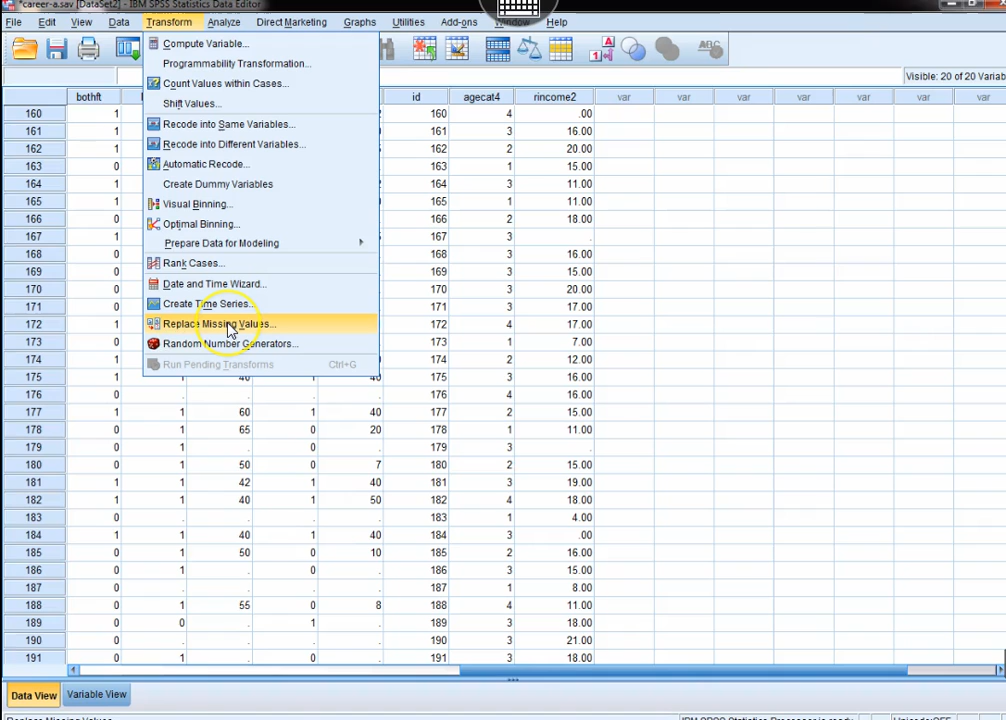 *career-a.sav [DataSet2] - IBM SPSS Statistics Data Editor
File Edit View Data Transform Analyze Direct Marketing Graphs Utilities Add-ons Window Help
Visible: 20 of 20 Variab
bothft id agecat4 rincome2 var var var var var var var
Compute Variable...
Programmability Transformation...
Count Values within Cases...
Shift Values...
Recode into Same Variables...
Recode into Different Variables...
Automatic Recode...
Create Dummy Variables
Visual Binning...
Optimal Binning...
Prepare Data for Modeling
Rank Cases...
Date and Time Wizard...
Create Time Series...
Replace Missing Values...
Random Number Generators...
Run Pending Transforms Ctrl+G
160 1 160 4 .00
161 1 161 3 16.00
162 1 162 2 20.00
163 0 163 1 15.00
164 1 164 3 11.00
165 1 165 1 11.00
166 0 166 2 18.00
167 1 167 3 .
168 0 168 3 16.00
169 0 169 3 15.00
170 0 170 3 20.00
171 0 171 3 17.00
172 1 172 4 17.00
173 0 173 1 7.00
174 1 174 2 12.00
175 1 1 40 1 40 175 3 16.00
176 0 . . . . 176 4 16.00
177 1 1 60 1 40 177 2 15.00
178 0 1 65 0 20 178 1 11.00
179 0 1 . 0 . 179 3 .
180 0 1 50 0 7 180 2 15.00
181 1 1 42 1 40 181 3 19.00
182 1 1 40 1 50 182 4 18.00
183 0 . . . . 183 1 4.00
184 1 1 40 1 40 184 3 .00
185 0 1 50 0 10 185 2 16.00
186 0 1 . 0 . 186 3 15.00
187 0 . . . . 187 1 8.00
188 0 1 55 0 8 188 4 11.00
189 0 0 . 1 . 189 3 18.00
190 0 . . . . 190 3 21.00
191 0 1 . 0 . 191 3 18.00
Data View Variable View